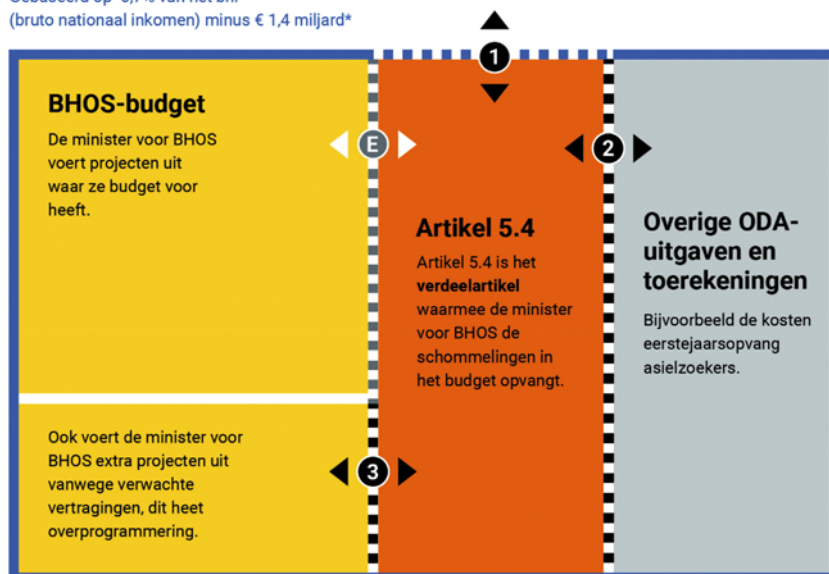 (bruto nationaal inkomen) minus € 1,4 miljard*
1
BHOS-budget
De minister voor BHOS
voert projecten uit
waar ze budget voor
heeft.
E
2
Artikel 5.4
Artikel 5.4 is het
verdeelartikel
waarmee de minister
voor BHOS de
schommelingen in
het budget opvangt.
Overige ODA-
uitgaven en
toerekeningen
Bijvoorbeeld de kosten
eerstejaarsopvang
asielzoekers.
Ook voert de minister voor
BHOS extra projecten uit
vanwege verwachte
vertragingen, dit heet
overprogrammering.
3